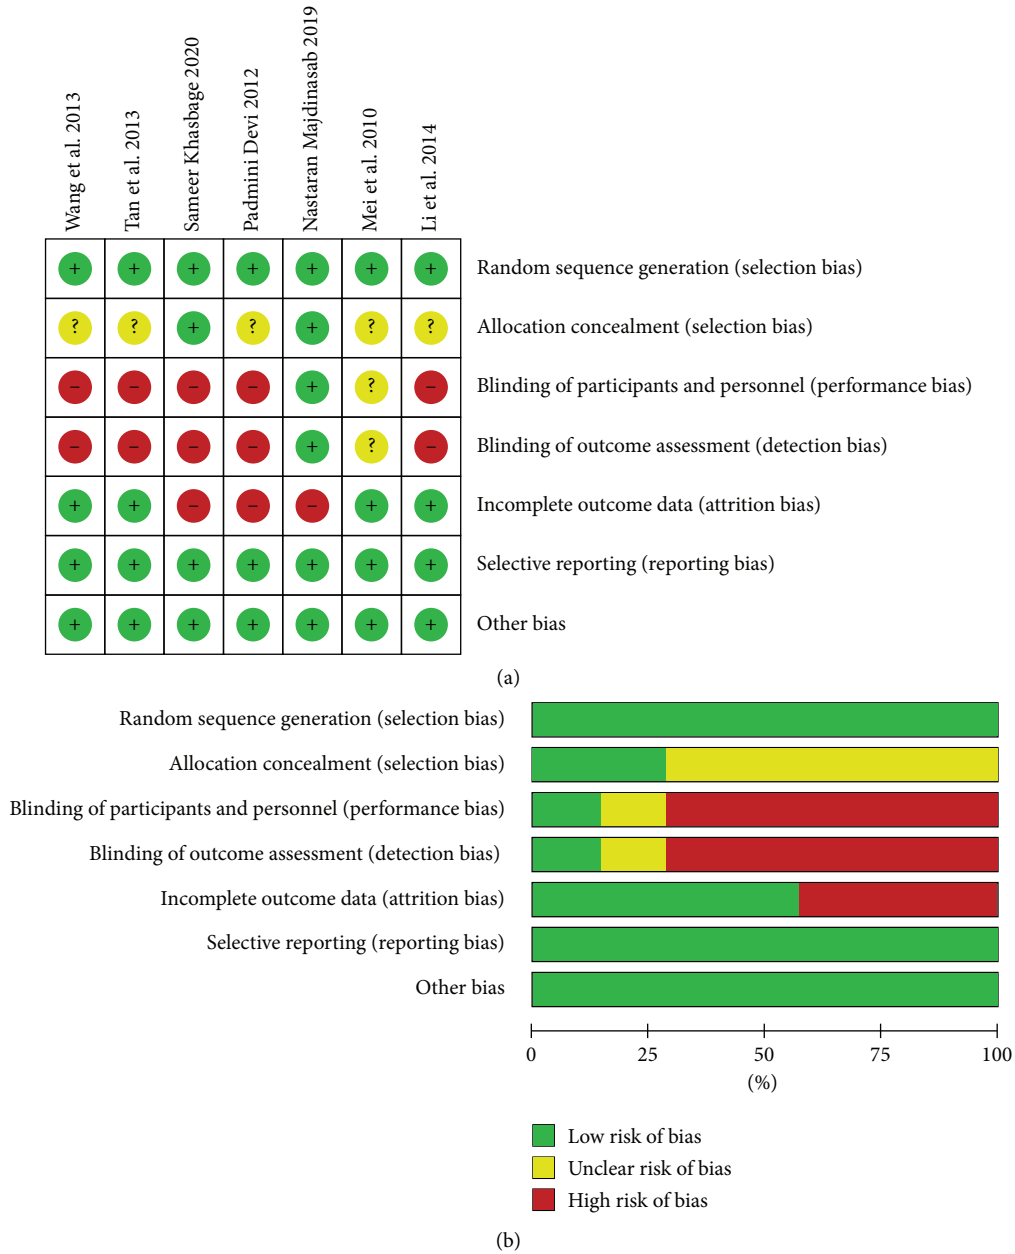 Wang et al. 2013
Tan et al. 2013
Sameer Khasbage 2020
Padmini Devi 2012
Nastaran Majdinasab 2019
Mei et al. 2010
Li et al. 2014
+ + + + + + + Random sequence generation (selection bias)
? ? + ? + ? ? Allocation concealment (selection bias)
– – – – + ? – Blinding of participants and personnel (performance bias)
– – – – + ? – Blinding of outcome assessment (detection bias)
+ + – – – + + Incomplete outcome data (attrition bias)
+ + + + + + + Selective reporting (reporting bias)
+ + + + + + + Other bias
(a)
Random sequence generation (selection bias)
Allocation concealment (selection bias)
Blinding of participants and personnel (performance bias)
Blinding of outcome assessment (detection bias)
Incomplete outcome data (attrition bias)
Selective reporting (reporting bias)
Other bias
0 25 50 75 100
(%)
Low risk of bias
Unclear risk of bias
High risk of bias
(b)